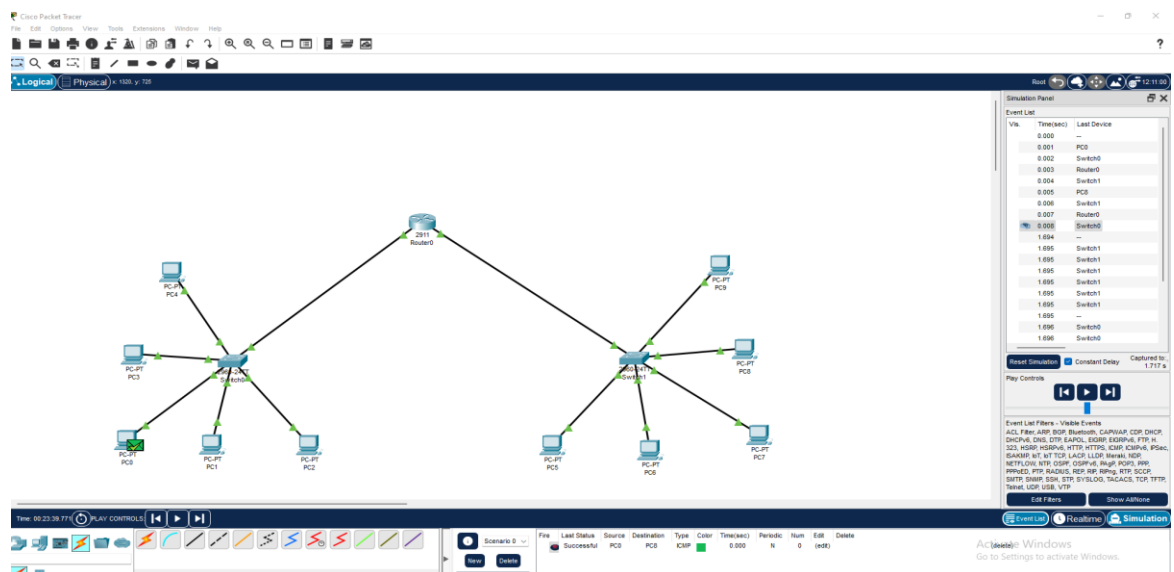 Cisco Packet Tracer
File Edit Options View Tools Extensions Window Help
?
Logical Physical x: 1320, y: 725 Root 12:11:00
Simulation Panel
Event List
Vis. Time(sec) Last Device
0.000 --
0.001 PC0
0.002 Switch0
0.003 Router0
0.004 Switch1
0.005 PC8
0.006 Switch1
0.007 Router0
0.008 Switch0
1.694 --
1.695 Switch1
1.695 Switch1
1.695 Switch1
1.695 Switch1
1.695 Switch1
1.695 --
1.696 Switch0
1.696 Switch0
Reset Simulation Constant Delay Captured to:
1.717 s
Play Controls
Event List Filters - Visible Events
ACL Filter, ARP, BGP, Bluetooth, CAPWAP, CDP, DHCP,
DHCPv6, DNS, DTP, EAPOL, EIGRP, EIGRPv6, FTP, H.
323, HSRP, HSRPv6, HTTP, HTTPS, ICMP, ICMPv6, IPSec,
ISAKMP, IoT, IoT TCP, LACP, LLDP, Meraki, NDP,
NETFLOW, NTP, OSPF, OSPFv6, PAgP, POP3, PPP,
PPPoED, PTP, RADIUS, REP, RIP, RIPng, RTP, SCCP,
SMTP, SNMP, SSH, STP, SYSLOG, TACACS, TCP, TFTP,
Telnet, UDP, USB, VTP
Edit Filters Show All/None
Event List Realtime Simulation
2911
Router0
PC-PT
PC4
PC-PT
PC3
2960-24TT
Switch0
PC-PT
PC0
PC-PT
PC1
PC-PT
PC2
PC-PT
PC9
PC-PT
PC8
2960-24TT
Switch1
PC-PT
PC5
PC-PT
PC6
PC-PT
PC7
Time: 00:23:39.771 PLAY CONTROLS:
Scenario 0
New Delete
Fire Last Status Source Destination Type Color Time(sec) Periodic Num Edit Delete
Successful PC0 PC8 ICMP 0.000 N 0 (edit) (delete)
Activate Windows
Go to Settings to activate Windows.